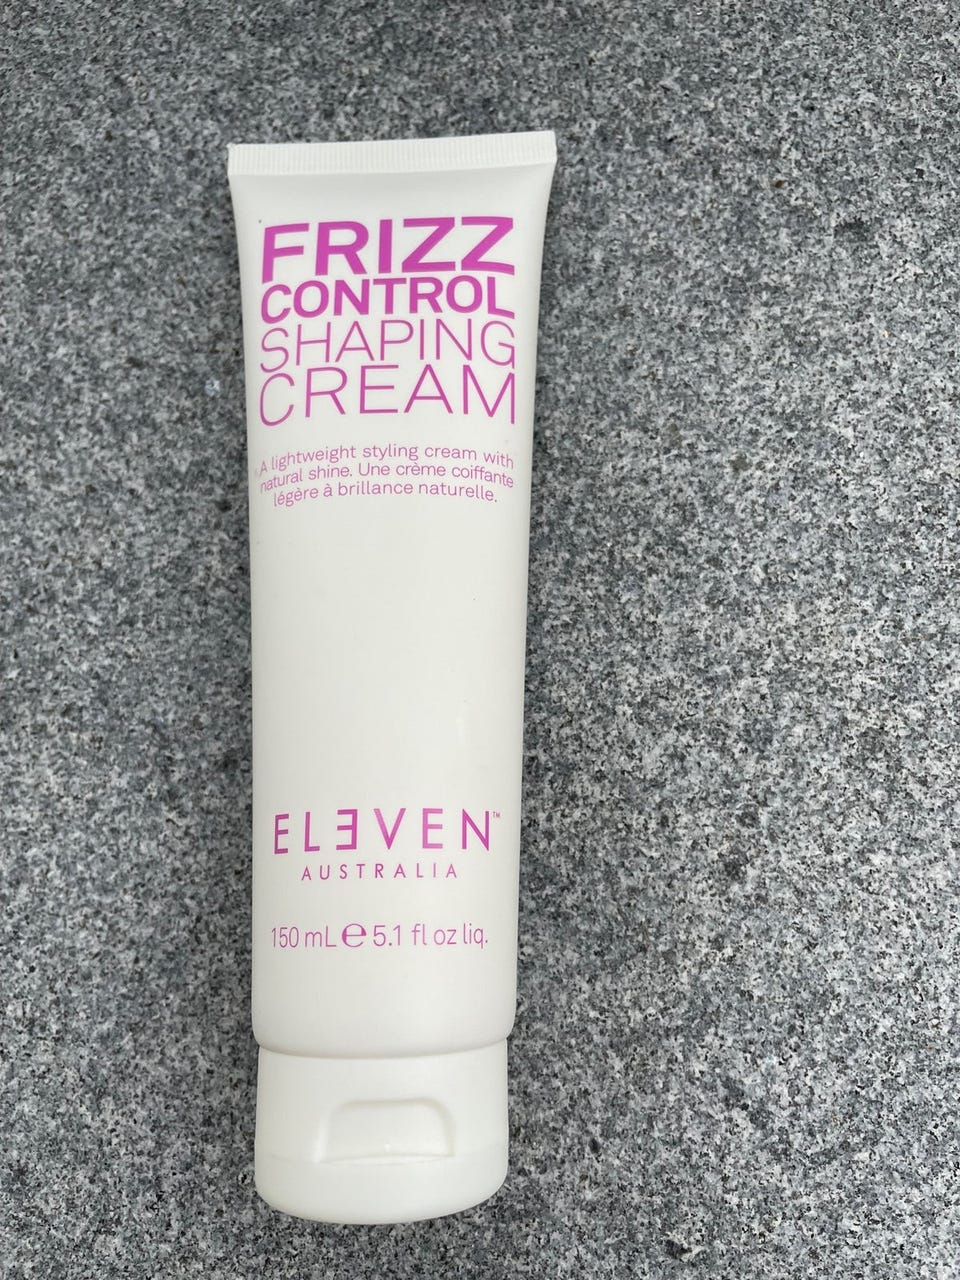 FRIZZ
CONTROL
SHAPING
CREAM
A lightweight styling cream with
natural shine. Une crème coiffante
légère à brillance naturelle.
ELEVEN™
AUSTRALIA
150 mL ℮ 5.1 fl oz liq.